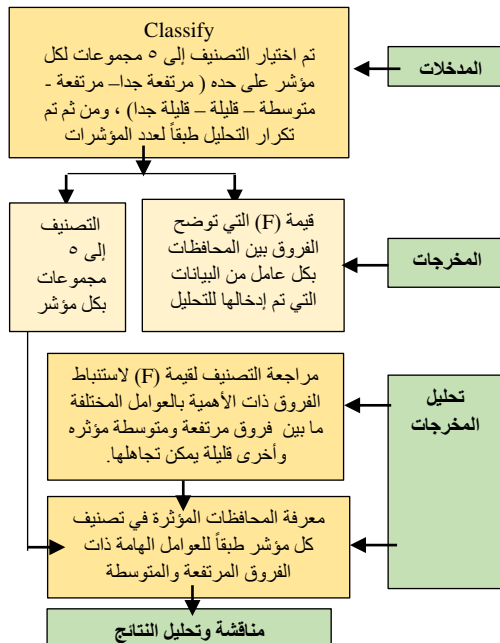 Classify
تم اختيار التصنيف إلى ٥ مجموعات لكل
مؤشر على حده ( مرتفعة جدا– مرتفعة -
متوسطة – قليلة – قليلة جدا) ، ومن ثم تم
تكرار التحليل طبقاً لعدد المؤشرات
المدخلات
قيمة (F) التي توضح
الفروق بين المحافظات
بكل عامل من البيانات
التي تم إدخالها للتحليل
التصنيف
إلى ٥
مجموعات
بكل مؤشر
المخرجات
مراجعة التصنيف لقيمة (F) لاستنباط
الفروق ذات الأهمية بالعوامل المختلفة
ما بين فروق مرتفعة ومتوسطة مؤثره
وأخرى قليلة يمكن تجاهلها.
تحليل
المخرجات
معرفة المحافظات المؤثرة في تصنيف
كل مؤشر طبقاً للعوامل الهامة ذات
الفروق المرتفعة والمتوسطة
مناقشة وتحليل النتائج